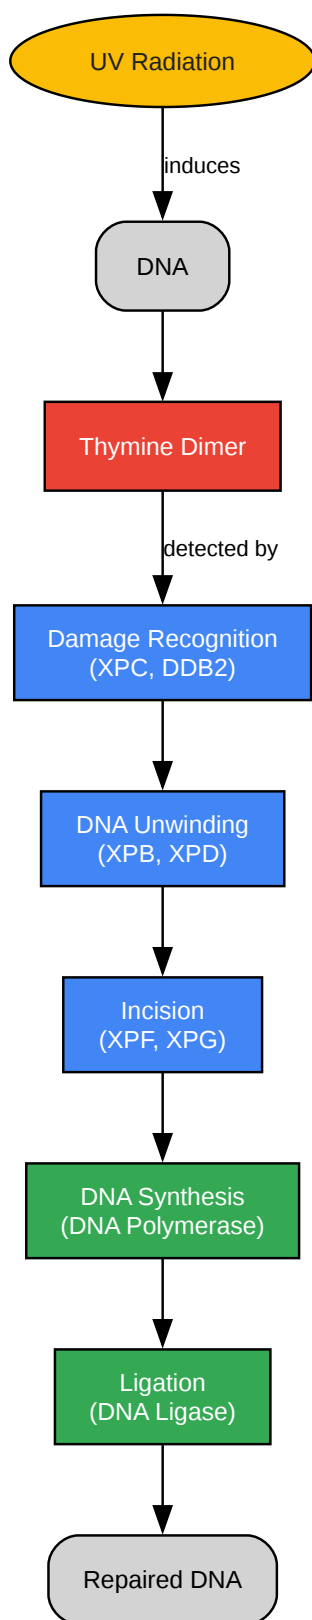 UV Radiation
induces
DNA
Thymine Dimer
detected by
Damage Recognition
(XPC, DDB2)
DNA Unwinding
(XPB, XPD)
Incision
(XPF, XPG)
DNA Synthesis
(DNA Polymerase)
Ligation
(DNA Ligase)
Repaired DNA